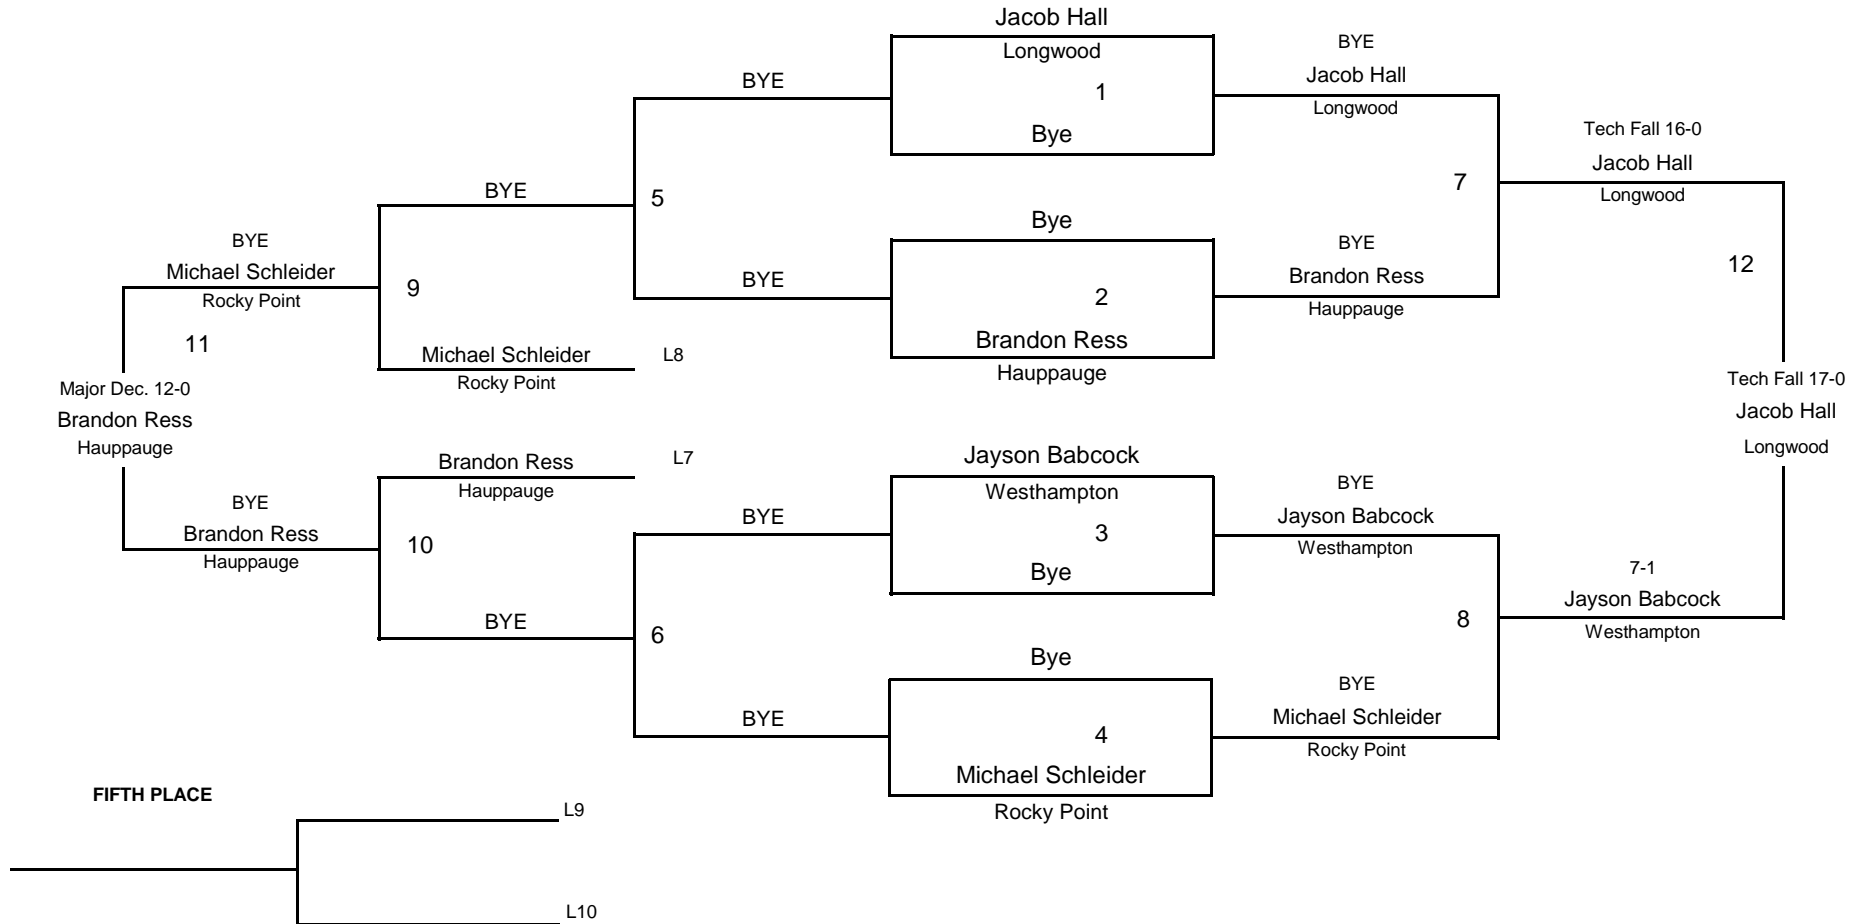 Jacob Hall
Longwood
1
Bye
Bye
2
Brandon Ress
Hauppauge
Jayson Babcock
Westhampton
3
Bye
Bye
4
Michael Schleider
Rocky Point
BYE
Jacob Hall
Longwood
7
BYE
Brandon Ress
Hauppauge
BYE
Jayson Babcock
Westhampton
8
BYE
Michael Schleider
Rocky Point
Tech Fall 16-0
Jacob Hall
Longwood
12
7-1
Jayson Babcock
Westhampton
Tech Fall 17-0
Jacob Hall
Longwood
BYE
5
BYE
BYE
6
BYE
BYE
9
Michael Schleider
L8
Rocky Point
Brandon Ress
L7
Hauppauge
10
BYE
BYE
Michael Schleider
Rocky Point
11
BYE
Brandon Ress
Hauppauge
Major Dec. 12-0
Brandon Ress
Hauppauge
FIFTH PLACE
L9
L10